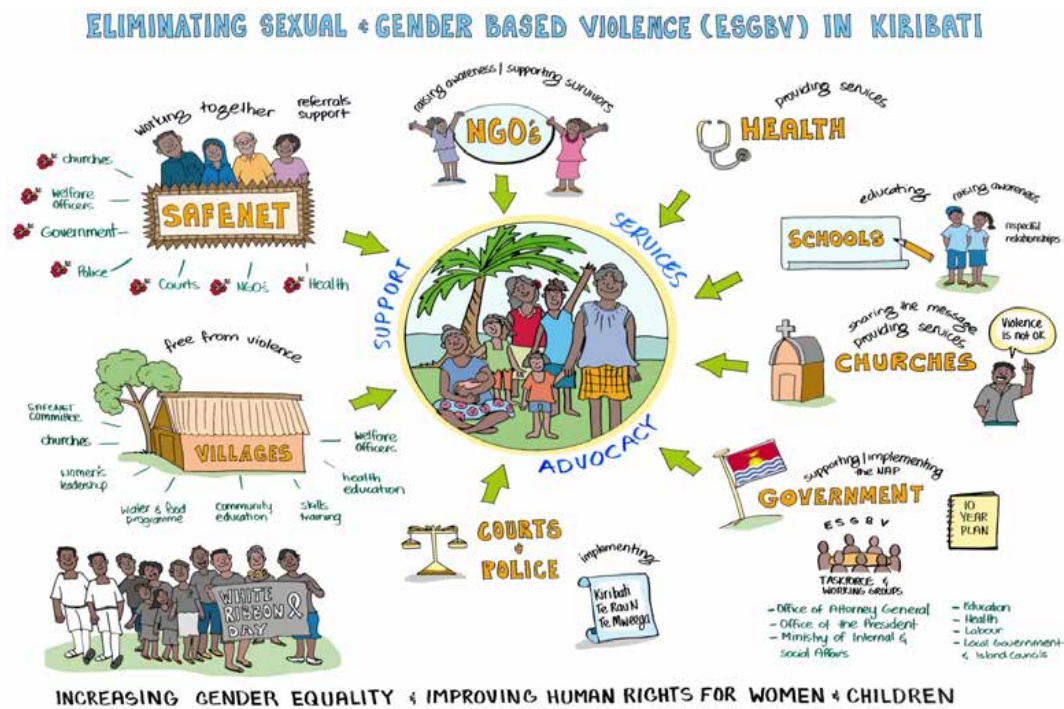 ELIMINATING SEXUAL & GENDER BASED VIOLENCE (ESGBV) IN KIRIBATI
working together
referrals
support
churches
Welfare
Officers
Government
Police
Courts
NGO's
Health
SAFENET
raising awareness / supporting survivors
NGO's
providing services
HEALTH
educating
raising awareness
respectful
relationships
SCHOOLS
sharing the message
providing services
CHURCHES
Violence
is not OK
SUPPORT
SERVICES
ADVOCACY
free from violence
VILLAGES
SAFENET
COMMITTEE
churches
women's
leadership
water & food
programme
community
education
skills
training
health
education
Welfare
Officers
WHITE
RIBBON
DAY
COURTS
&
POLICE
implementing
Kiribati
Te Rau N
Te Mweenga
supporting / implementing
the NAP
GOVERNMENT
10
YEAR
PLAN
ESGBV
TASKFORCE &
WORKING GROUPS
- Office of Attorney General
- Office of the President
- Ministry of Internal &
social Affairs
- Education
- Health
- Labour
- Local Government
& Island Councils
INCREASING GENDER EQUALITY & IMPROVING HUMAN RIGHTS FOR WOMEN & CHILDREN